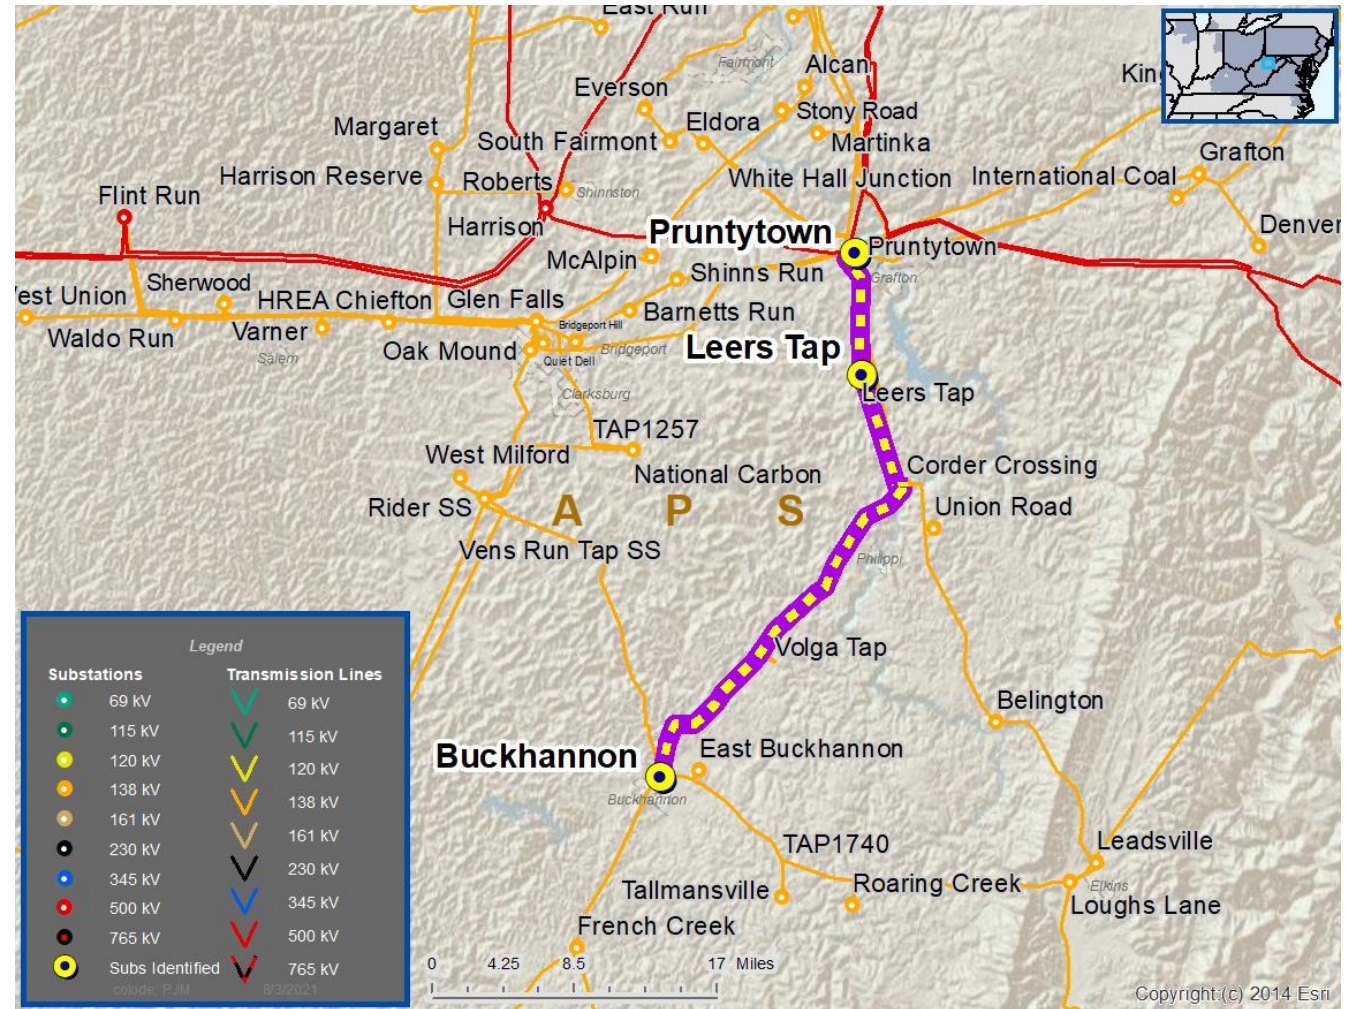 East Run
Fairmont
Alcan
King
Everson
Stony Road
Eldora
Margaret
South Fairmont
Martinka
Grafton
Harrison Reserve
Roberts
Shinnston
White Hall Junction
International Coal
Flint Run
Harrison
Pruntytown
Pruntytown
Denver
McAlpin
Shinns Run
Grafton
Sherwood
est Union
HREA Chiefton
Glen Falls
Barnetts Run
Waldo Run
Varner
Bridgeport Hill
Oak Mound
Bridgeport
Leers Tap
Salem
Quiet Dell
Clarksburg
Leers Tap
TAP1257
West Milford
National Carbon
Corder Crossing
Rider SS
A P S
Union Road
Vens Run Tap SS
Philippi
Volga Tap
Belington
Buckhannon
East Buckhannon
Buckhannon
TAP1740
Leadsville
Tallmansville
Roaring Creek
Elkins
Loughs Lane
French Creek
Legend
Substations
Transmission Lines
69 kV
69 kV
115 kV
115 kV
120 kV
120 kV
138 kV
138 kV
161 kV
161 kV
230 kV
230 kV
345 kV
345 kV
500 kV
500 kV
765 kV
765 kV
Subs Identified
colode, PJM
8/3/2021
0 4.25 8.5 17 Miles
Copyright:(c) 2014 Esri